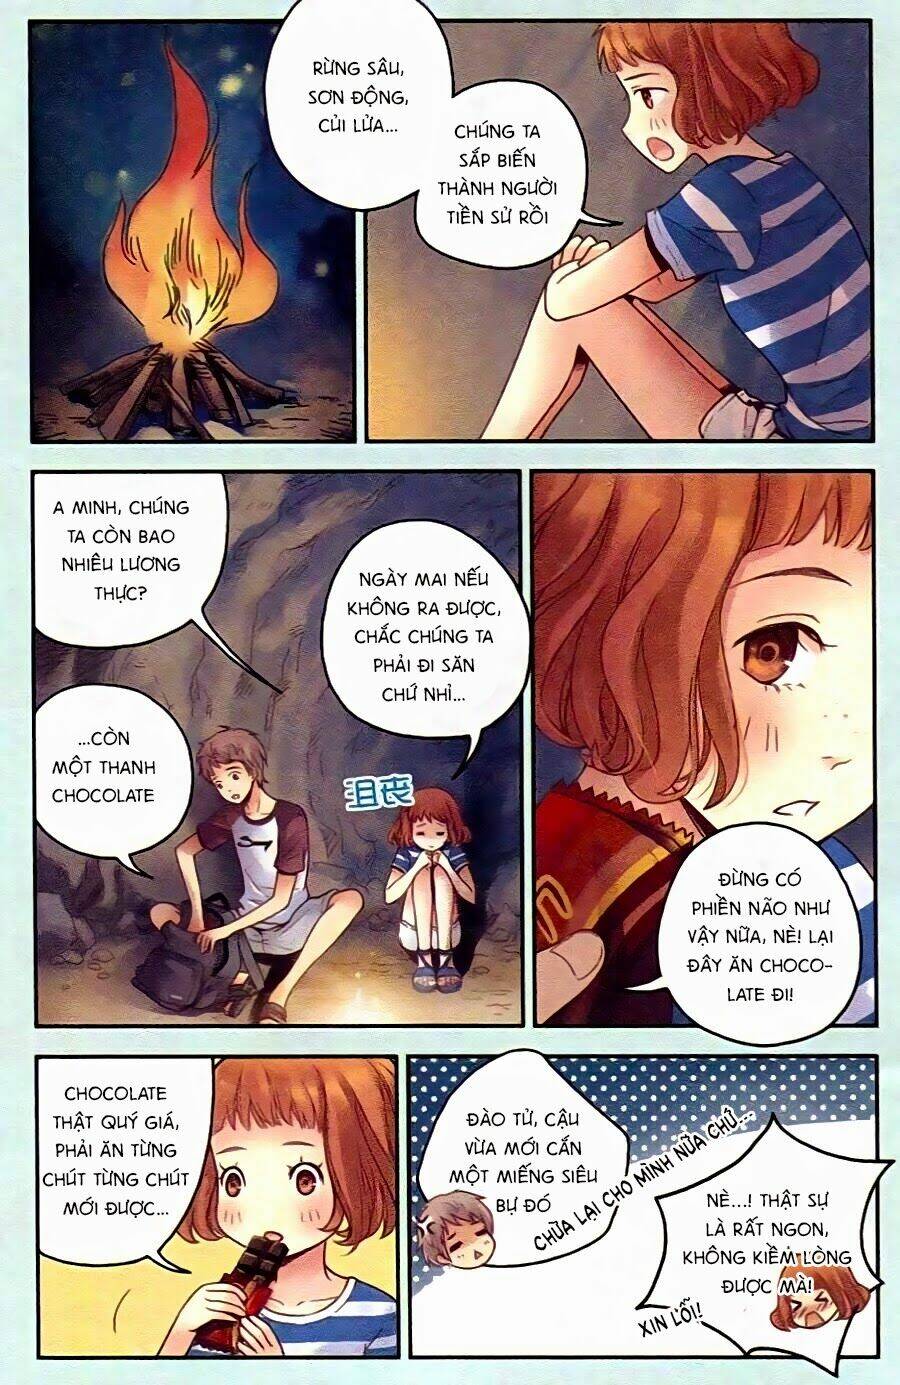 RỪNG SÂU,
SƠN ĐỘNG,
CỦI LỬA...
CHÚNG TA
SẮP BIẾN
THÀNH NGƯỜI
TIỀN SỬ RỒI
A MINH, CHÚNG
TA CÒN BAO
NHIÊU LƯƠNG
THỰC?
NGÀY MAI NẾU
KHÔNG RA ĐƯỢC,
CHẮC CHÚNG TA
PHẢI ĐI SĂN
CHỨ NHỈ...
...CÒN
MỘT THANH
CHOCOLATE
沮丧
ĐỪNG CÓ
PHIỀN NÃO NHƯ
VẬY NỮA, NÈ! LẠI
ĐÂY ĂN CHOCO-
LATE ĐI!
CHOCOLATE
THẬT QUÝ GIÁ,
PHẢI ĂN TỪNG
CHÚT TỪNG CHÚT
MỚI ĐƯỢC...
ĐÀO TỬ, CẬU
VỪA MỚI CẮN
MỘT MIẾNG SIÊU
BỰ ĐÓ
CHỪA LẠI CHO MÌNH NỮA CHỨ...
NÈ...! THẬT SỰ
LÀ RẤT NGON,
KHÔNG KIỀM LÒNG
ĐƯỢC MÀ!
XIN LỖI!